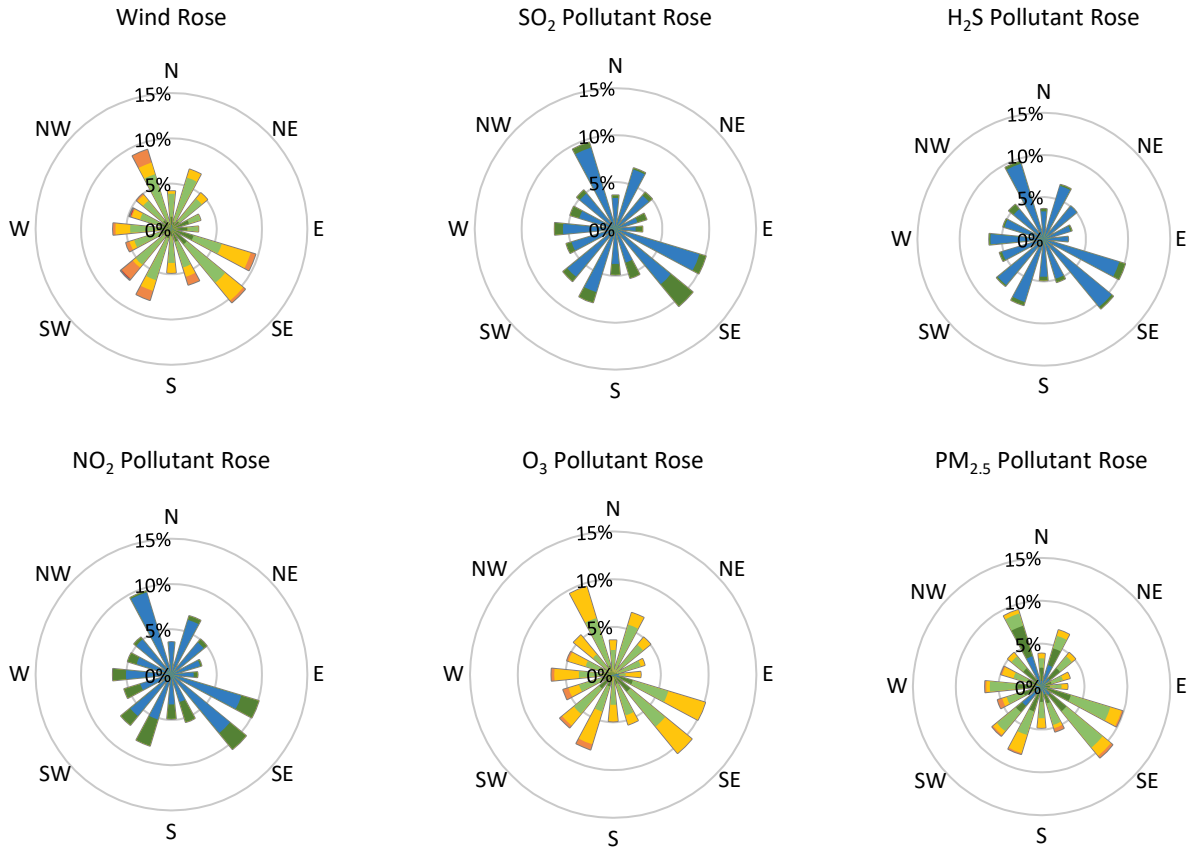 Wind Rose
N
15%
NW
NE
10%
5%
W
0%
E
SW
SE
S
SO2 Pollutant Rose
N
15%
NW
NE
10%
5%
W
0%
E
SW
SE
S
H2S Pollutant Rose
N
15%
NW
NE
10%
5%
W
0%
E
SW
SE
S
NO2 Pollutant Rose
N
15%
NW
NE
10%
5%
W
0%
E
SW
SE
S
O3 Pollutant Rose
N
15%
NW
NE
10%
5%
W
0%
E
SW
SE
S
PM2.5 Pollutant Rose
N
15%
NW
NE
10%
5%
W
0%
E
SW
SE
S